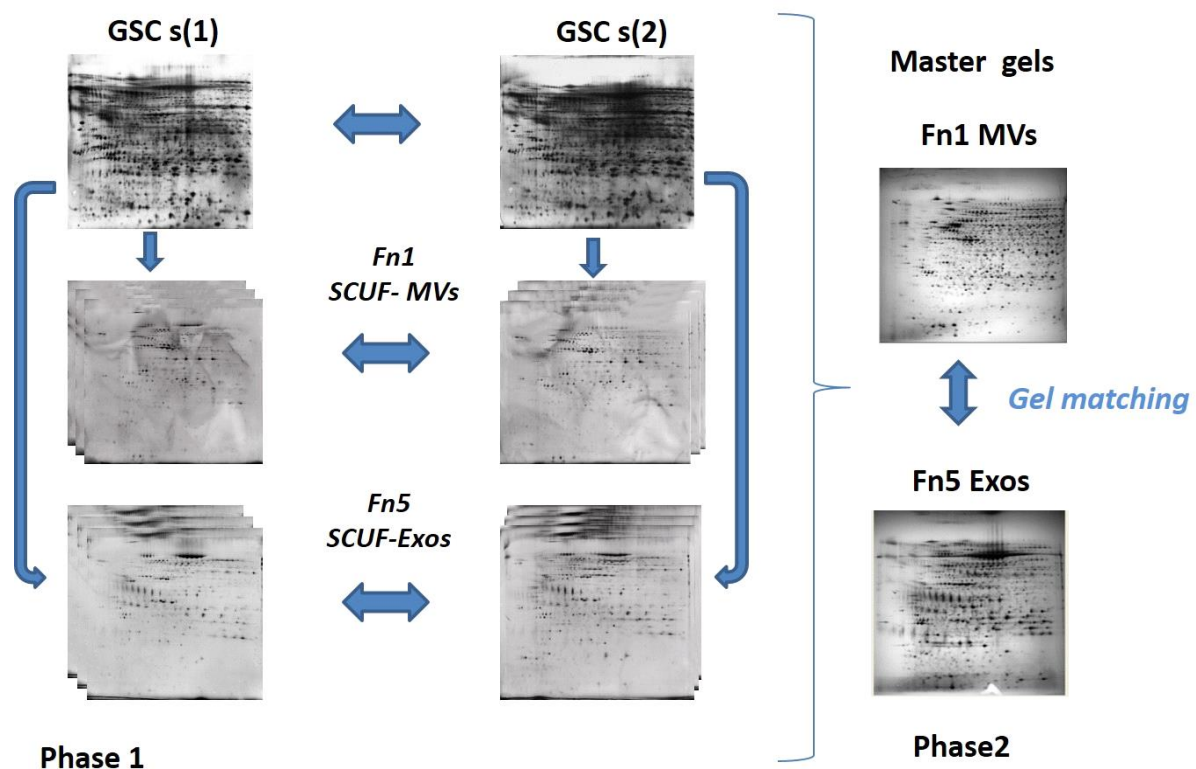 GSC s(1)
GSC s(2)
Master gels
Fn1 MVs
Fn1
SCUF- MVs
Gel matching
Fn5 Exos
Fn5
SCUF-Exos
Phase 1
Phase2